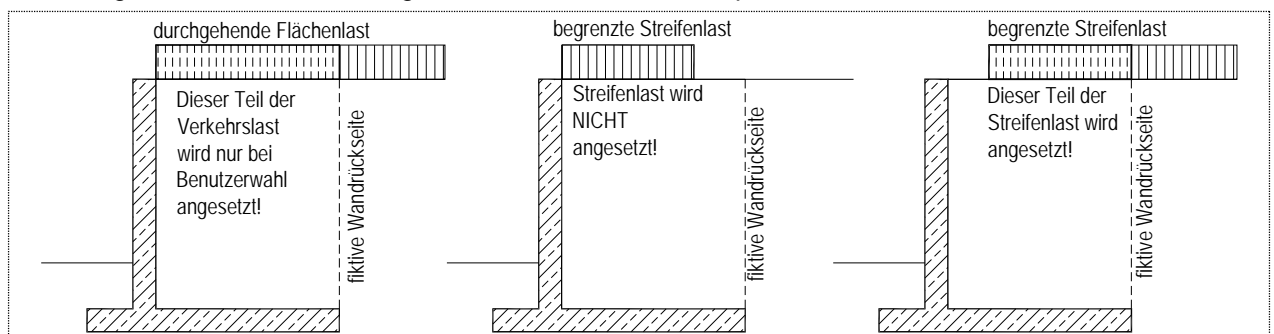 durchgehende Flächenlast
Dieser Teil der
Verkehrslast
wird nur bei
Benutzerwahl
angesetzt!
fiktive Wandrückseite
begrenzte Streifenlast
Streifenlast wird
NICHT
angesetzt!
fiktive Wandrückseite
begrenzte Streifenlast
Dieser Teil der
Streifenlast wird
angesetzt!
fiktive Wandrückseite